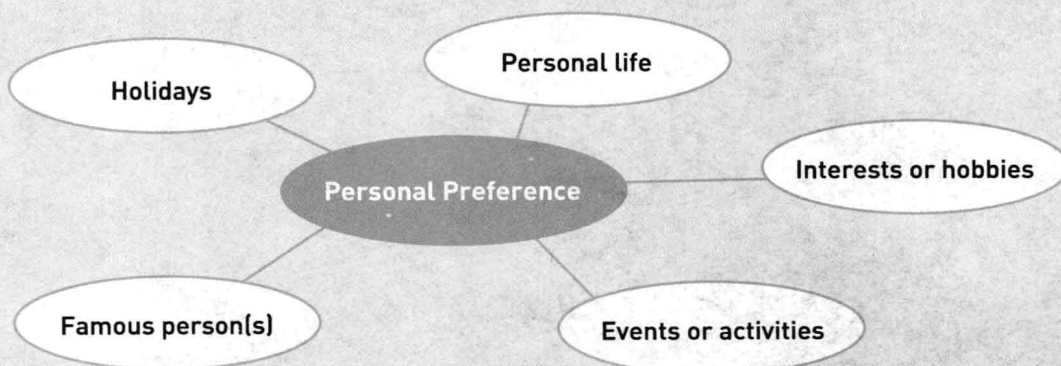 Personal life
Holidays
Interests or hobbies
Personal Preference
Famous person(s)
Events or activities